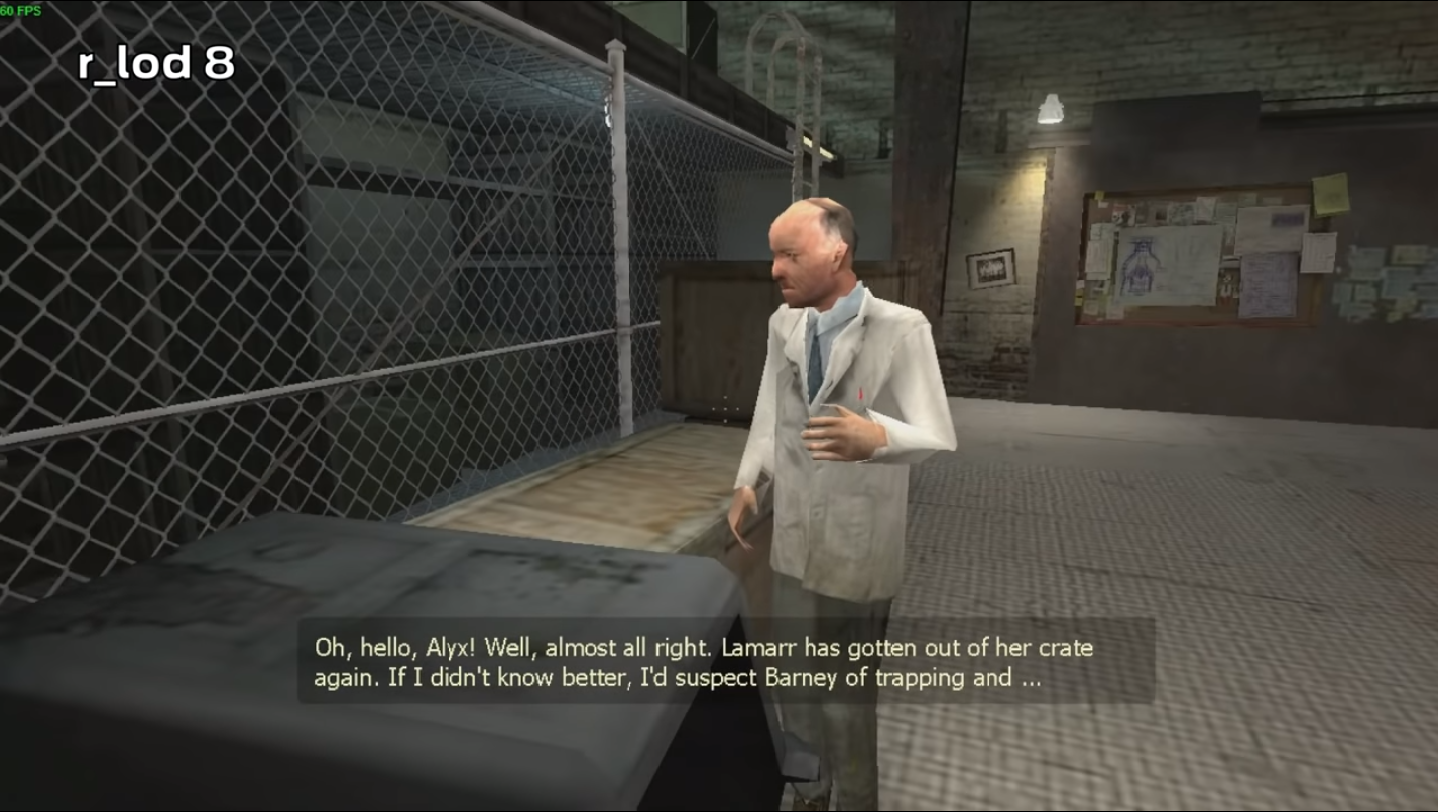 60 FPS
r_lod 8
Oh, hello, Alyx! Well, almost all right. Lamarr has gotten out of her crate
again. If I didn't know better, I'd suspect Barney of trapping and ...